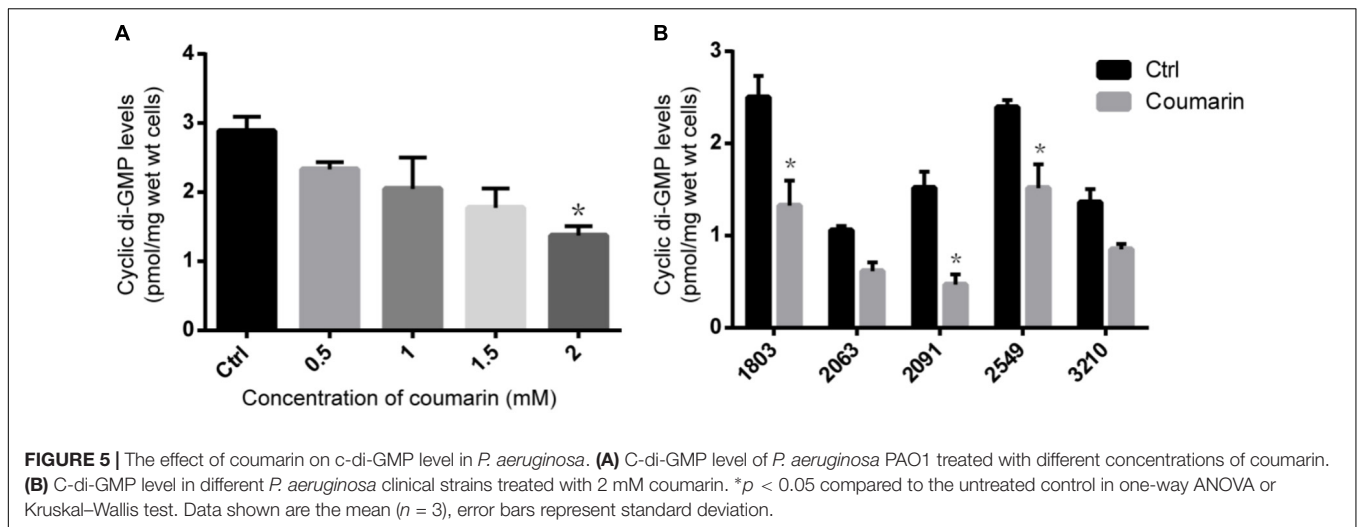 A
Cyclic di-GMP levels
(pmol/mg wet wt cells)
4
3
2
1
0
*
Ctrl
0.5
1
1.5
2
Concentration of coumarin (mM)
B
Cyclic di-GMP levels
(pmol/mg wet wt cells)
3
2
1
0
*
*
*
1803
2063
2091
2549
3210
Ctrl
Coumarin
FIGURE 5 | The effect of coumarin on c-di-GMP level in P. aeruginosa. (A) C-di-GMP level of P. aeruginosa PAO1 treated with different concentrations of coumarin.
(B) C-di-GMP level in different P. aeruginosa clinical strains treated with 2 mM coumarin. *p < 0.05 compared to the untreated control in one-way ANOVA or
Kruskal–Wallis test. Data shown are the mean (n = 3), error bars represent standard deviation.